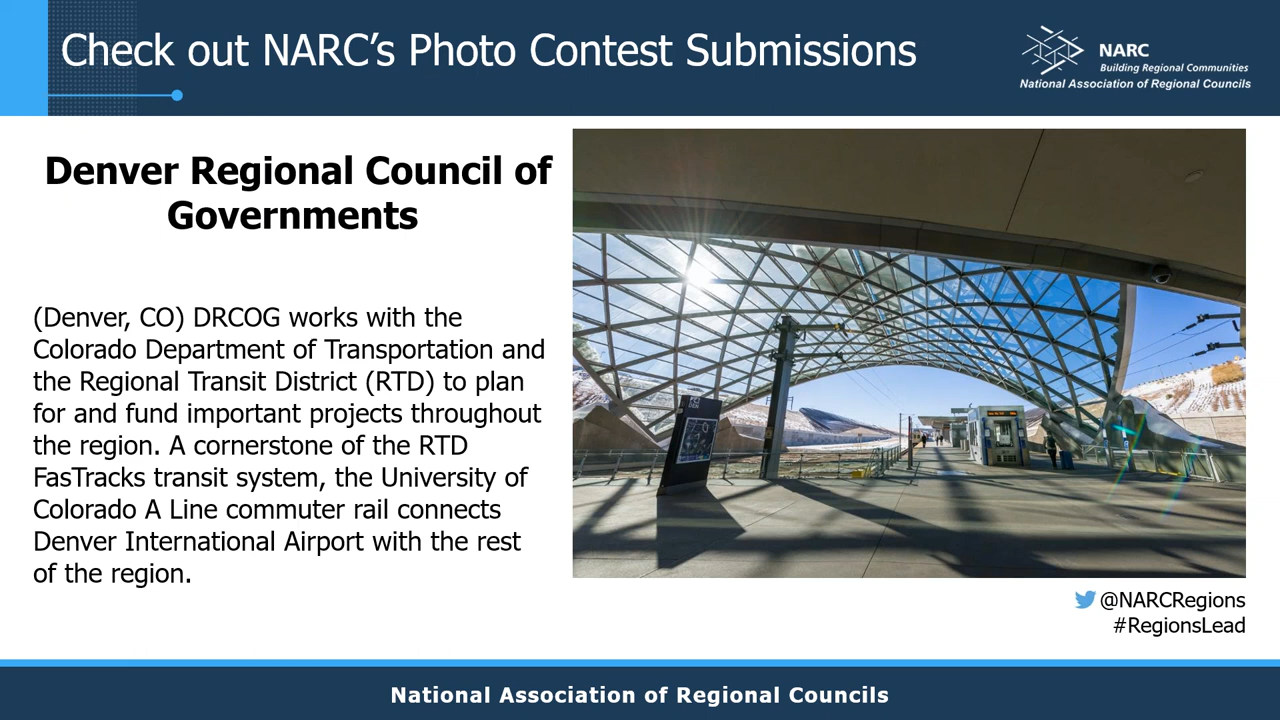 Check out NARC’s Photo Contest Submissions
NARC
Building Regional Communities
National Association of Regional Councils
Denver Regional Council of
Governments
(Denver, CO) DRCOG works with the
Colorado Department of Transportation and
the Regional Transit District (RTD) to plan
for and fund important projects throughout
the region. A cornerstone of the RTD
FasTracks transit system, the University of
Colorado A Line commuter rail connects
Denver International Airport with the rest
of the region.
DEN
@NARCRegions
#RegionsLead
National Association of Regional Councils